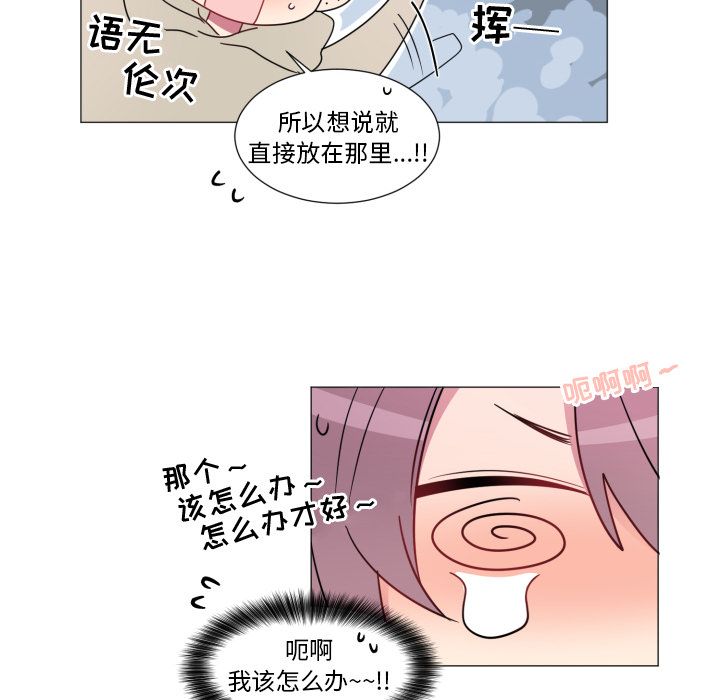 语无
伦次
挥—
所以想说就
直接放在那里...!!
呃啊啊~
那个~
该怎么办~
怎么办才好~
呃啊
我该怎么办~~!!